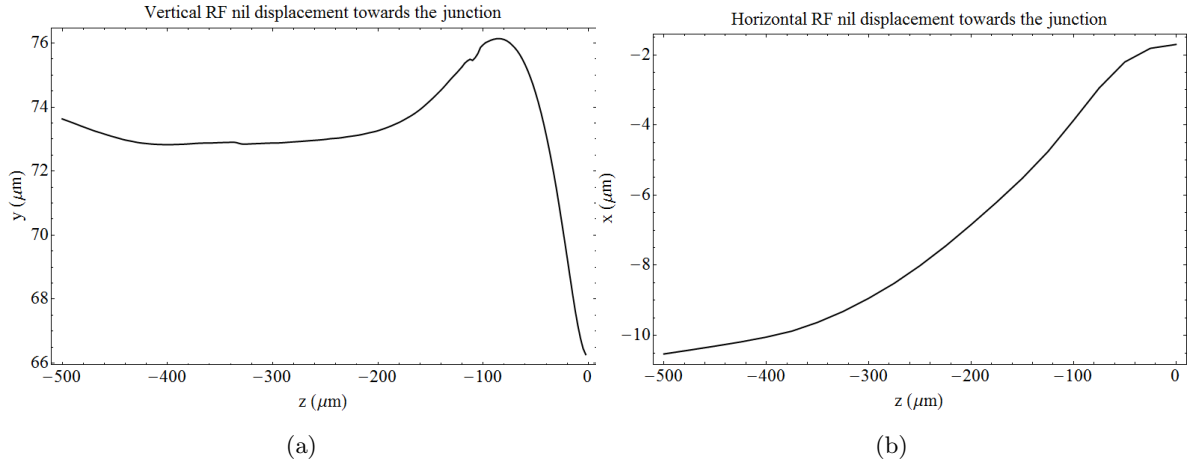 Vertical RF nil displacement towards the junction
76
74
72
70
68
66
y (μm)
−500
−400
−300
−200
−100
0
z (μm)
(a)
Horizontal RF nil displacement towards the junction
−2
−4
−6
−8
−10
x (μm)
−500
−400
−300
−200
−100
0
z (μm)
(b)